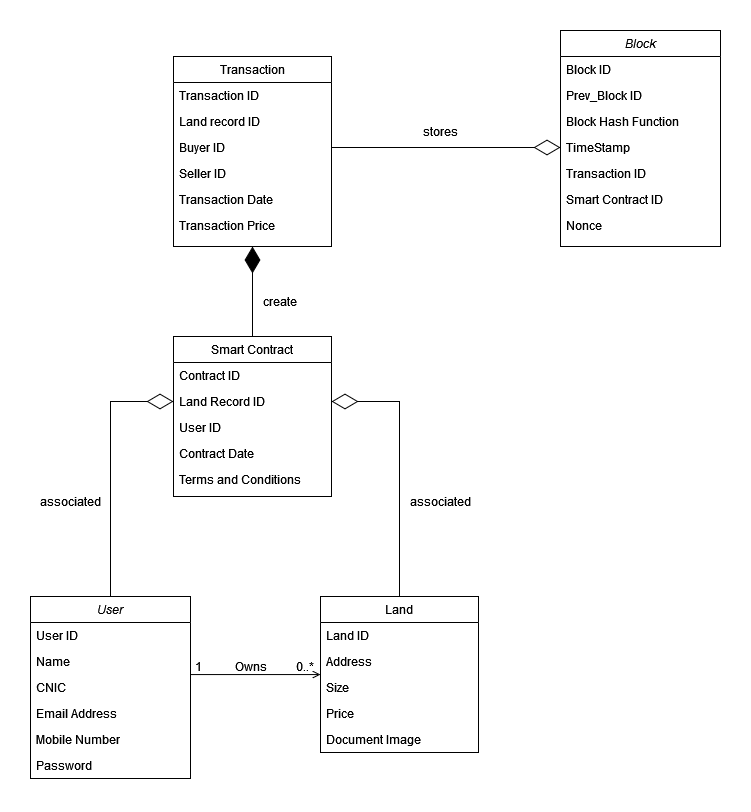 Block
Block ID
Prev_Block ID
Block Hash Function
TimeStamp
Transaction ID
Smart Contract ID
Nonce
Transaction
Transaction ID
Land record ID
Buyer ID
Seller ID
Transaction Date
Transaction Price
stores
create
Smart Contract
Contract ID
Land Record ID
User ID
Contract Date
Terms and Conditions
associated
associated
User
User ID
Name
CNIC
Email Address
Mobile Number
Password
1 Owns 0..*
Land
Land ID
Address
Size
Price
Document Image